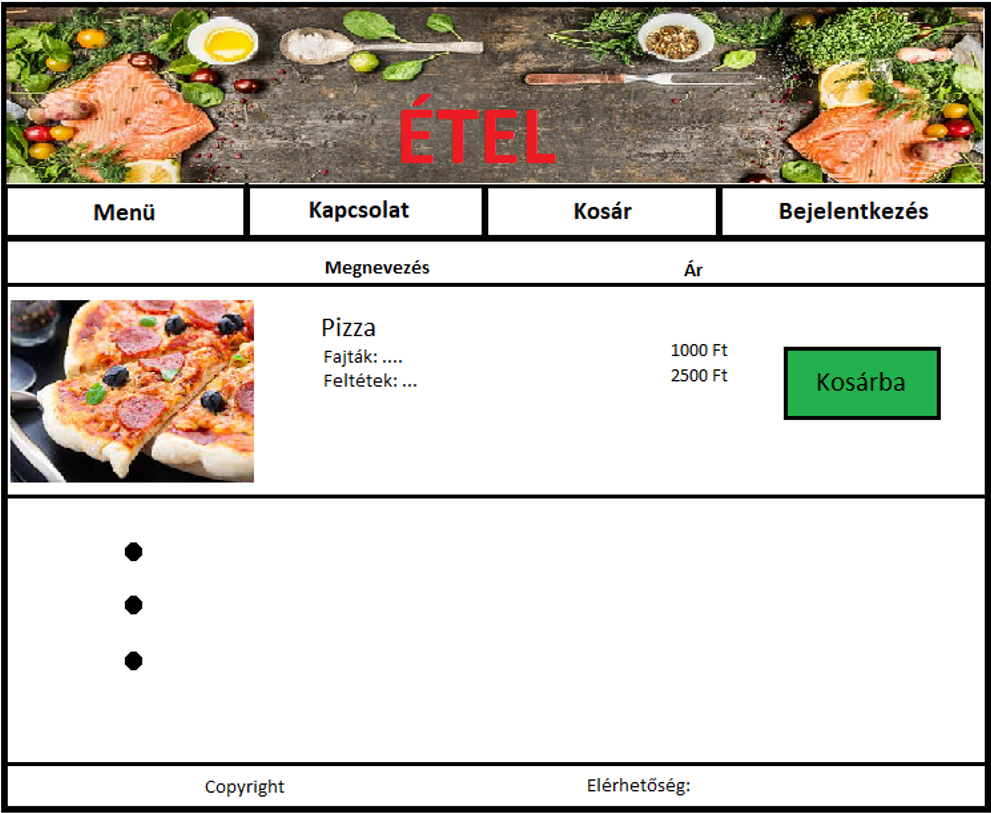 ÉTEL
Menü
Kapcsolat
Kosár
Bejelentkezés
Megnevezés
Ár
Pizza
Fajták: ....
Feltétek: ...
1000 Ft
2500 Ft
Kosárba
Copyright
Elérhetőség: